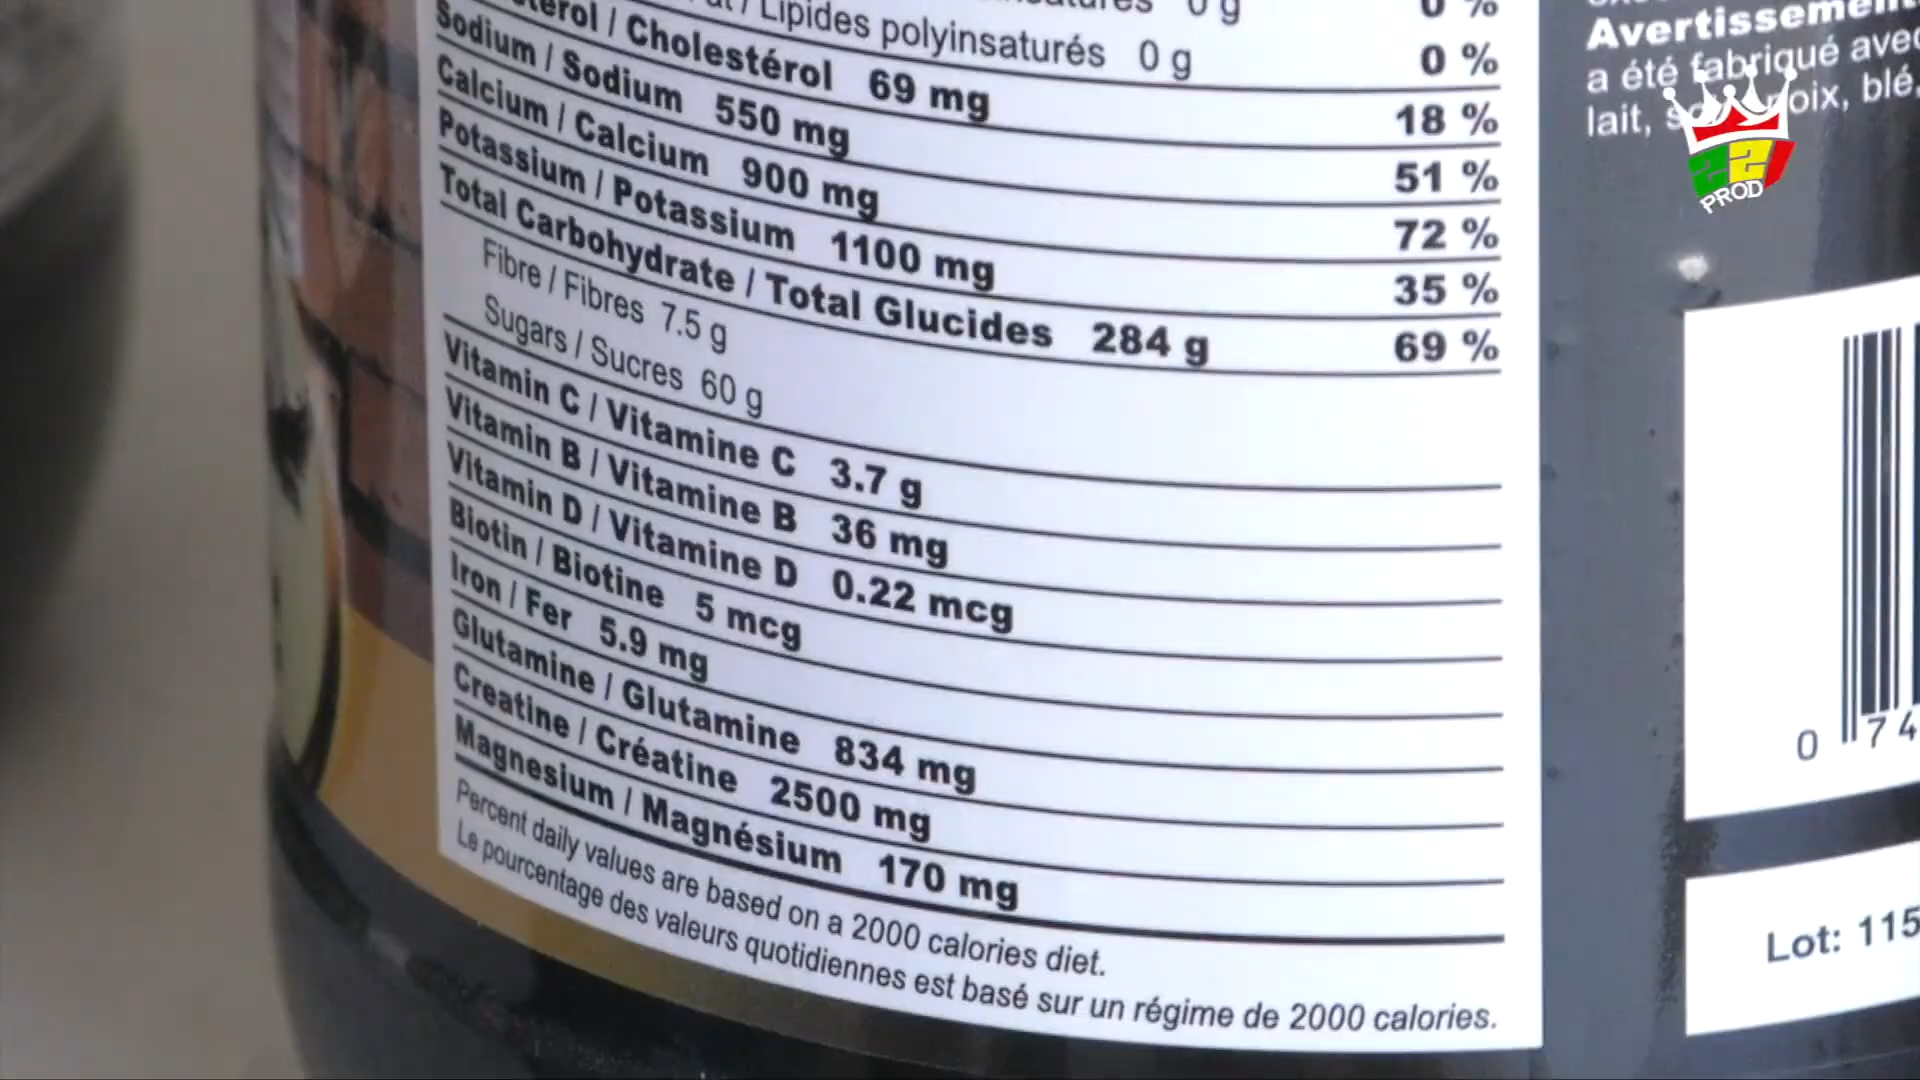 Lipides polyinsaturés 0 g 0 %
Cholestérol 69 mg 18 %
Sodium / Sodium 550 mg 51 %
Calcium / Calcium 900 mg 72 %
Potassium / Potassium 1100 mg 35 %
Total Carbohydrate / Total Glucides 284 g 69 %
Fibre / Fibres 7.5 g
Sugars / Sucres 60 g
Vitamin C / Vitamine C 3.7 g
Vitamin B / Vitamine B 36 mg
Vitamin D / Vitamine D 0.22 mcg
Biotin / Biotine 5 mcg
Iron / Fer 5.9 mg
Glutamine / Glutamine 834 mg
Creatine / Créatine 2500 mg
Magnesium / Magnésium 170 mg
Percent daily values are based on a 2000 calories diet.
Le pourcentage des valeurs quotidiennes est basé sur un régime de 2000 calories.
a été fabriqué
lait, blé,
221
PROD
0 74
Lot: 115